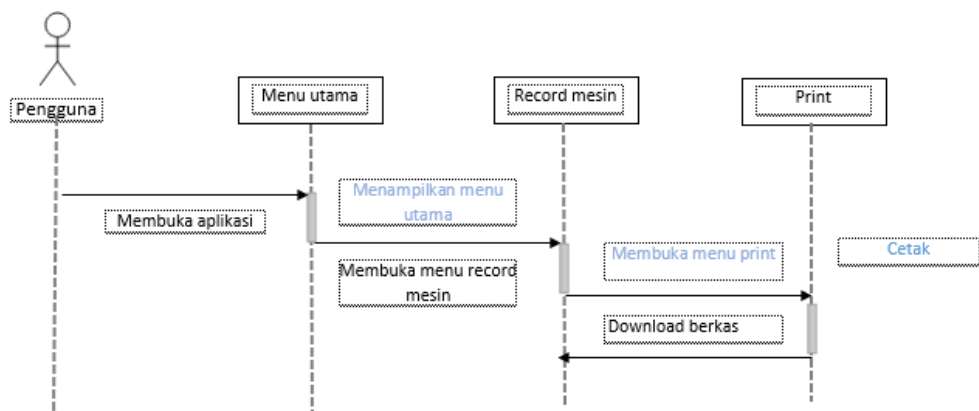 Pengguna
Menu utama
Record mesin
Print
Membuka aplikasi
Menampilkan menu
utama
Membuka menu record
mesin
Membuka menu print
Cetak
Download berkas